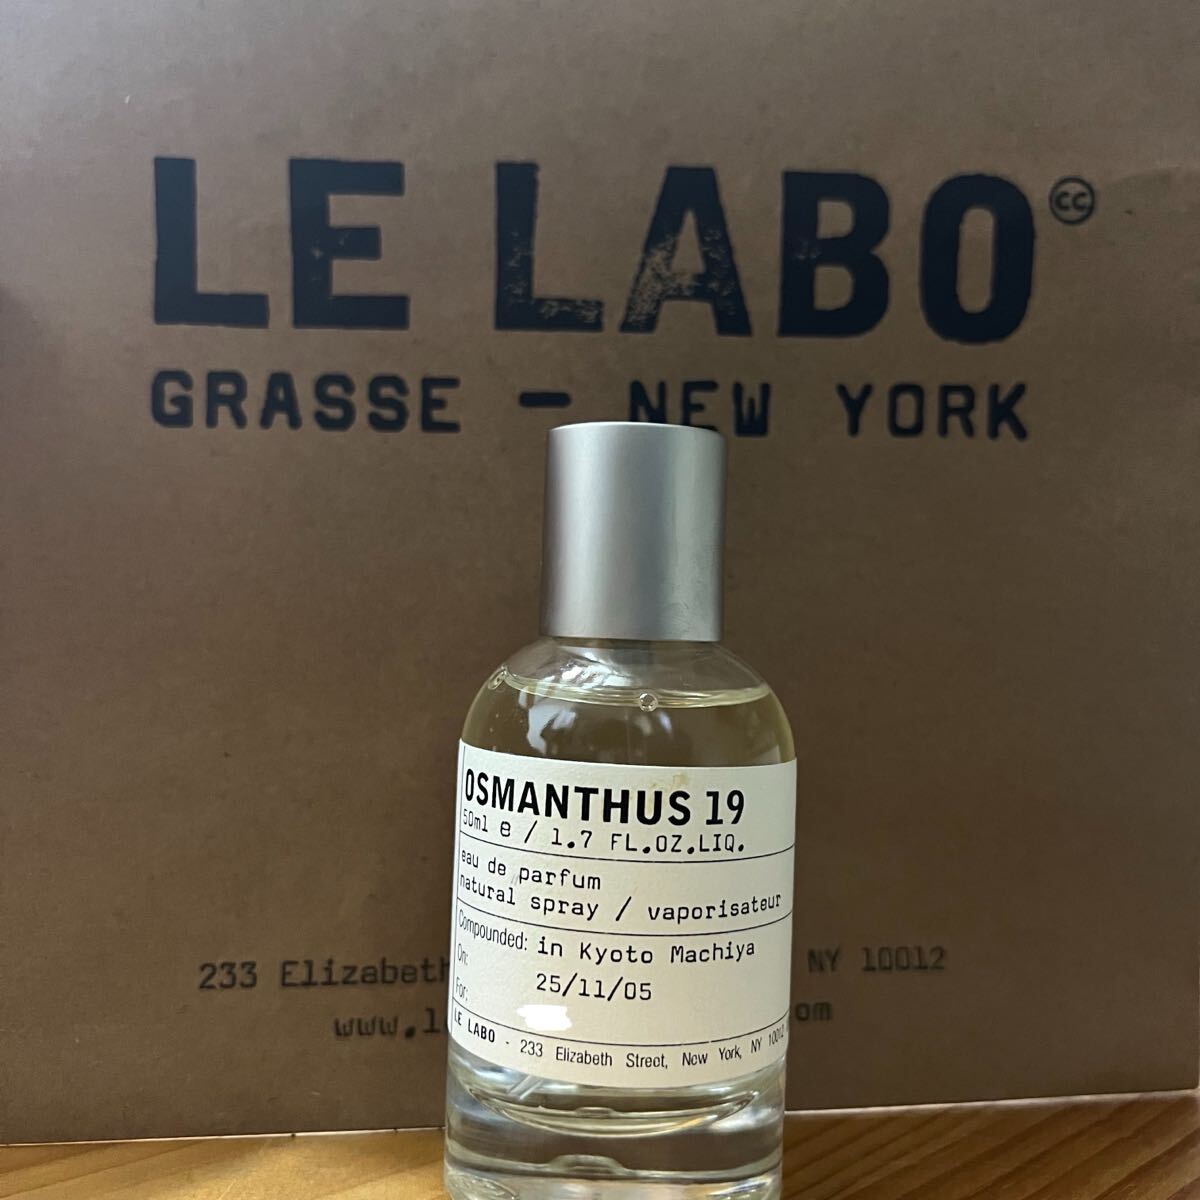 LE LABO
cc
GRASSE - NEW YORK
OSMANTHUS 19
50ml e / 1.7 FL.OZ.LIQ.
eau de parfum
natural spray / vaporisateur
Compounded: in Kyoto Machiya
On: 25/11/05
For:
LE LABO - 233 Elizabeth Street, New York, NY 10012
233 Elizabeth NY 10012
www.l om